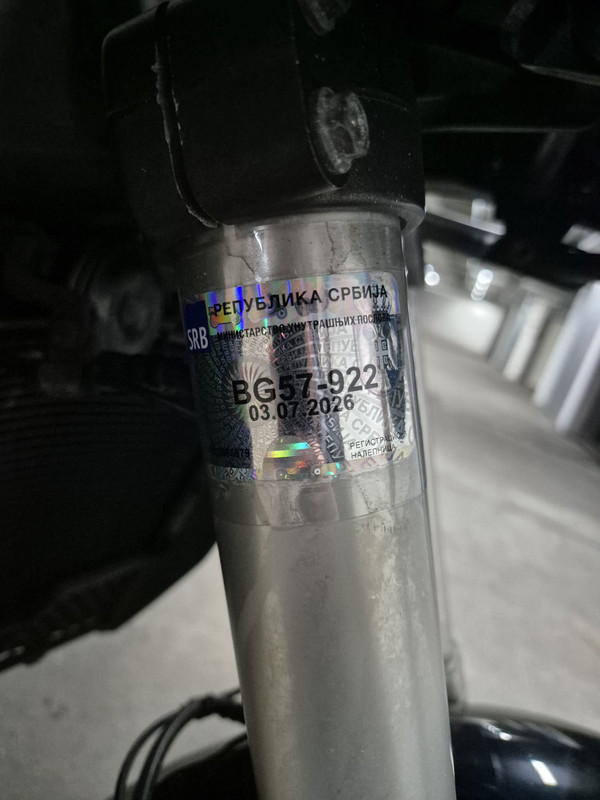 РЕПУБЛИКА СРБИЈА
МИНИСТАРСТВО УНУТРАШЊИХ ПОСЛОВА
SRB
BG57-922
03.07.2026
РЕГИСТРАЦИОНА
НАЛЕПНИЦА